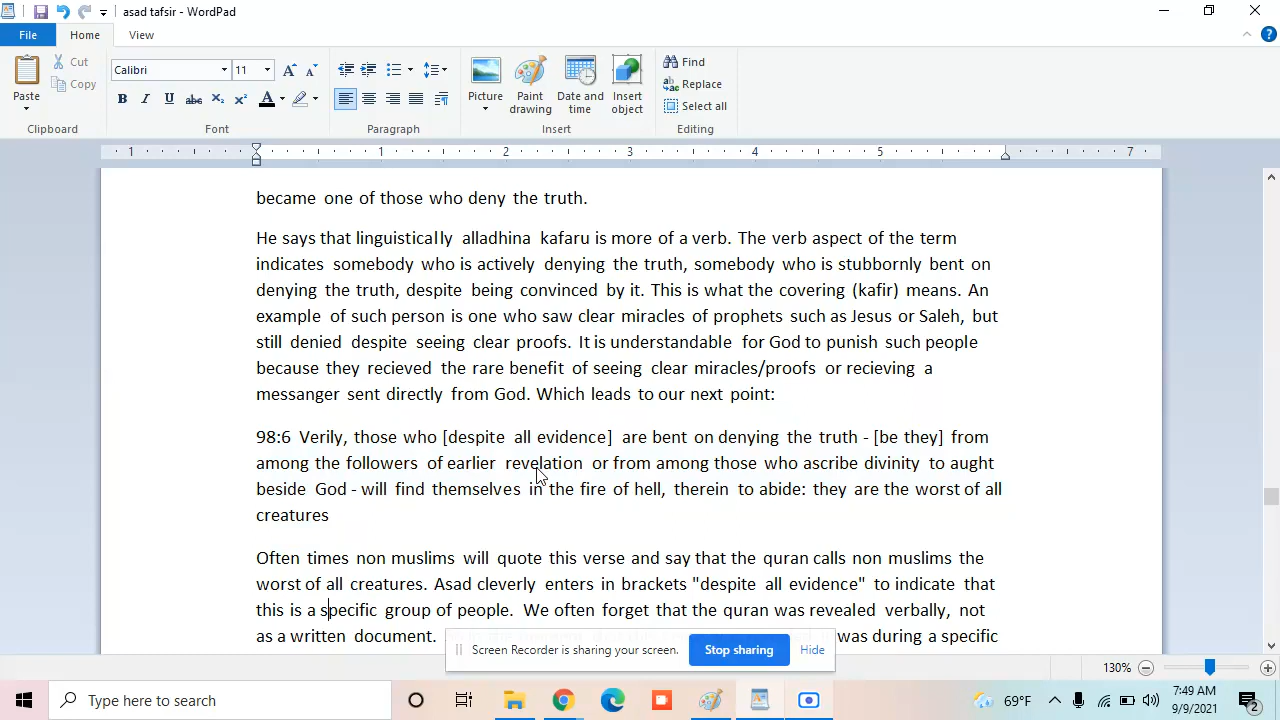 asad tafsir - WordPad
File
Home
View
Paste
Cut
Copy
Clipboard
Calibri
11
B I U abc X₂ X² A
Font
Paragraph
Picture
Paint drawing
Date and time
Insert object
Insert
Find
Replace
Select all
Editing
1 1 2 3 4 5 7
became one of those who deny the truth.
He says that linguistically alladhina kafaru is more of a verb. The verb aspect of the term
indicates somebody who is actively denying the truth, somebody who is stubbornly bent on
denying the truth, despite being convinced by it. This is what the covering (kafir) means. An
example of such person is one who saw clear miracles of prophets such as Jesus or Saleh, but
still denied despite seeing clear proofs. It is understandable for God to punish such people
because they recieved the rare benefit of seeing clear miracles/proofs or recieving a
messanger sent directly from God. Which leads to our next point:
98:6 Verily, those who [despite all evidence] are bent on denying the truth - [be they] from
among the followers of earlier revelation or from among those who ascribe divinity to aught
beside God - will find themselves in the fire of hell, therein to abide: they are the worst of all
creatures
Often times non muslims will quote this verse and say that the quran calls non muslims the
worst of all creatures. Asad cleverly enters in brackets "despite all evidence" to indicate that
this is a specific group of people. We often forget that the quran was revealed verbally, not
as a written document. was during a specific
Screen Recorder is sharing your screen.
Stop sharing
Hide
130%
Type here to search
69°F
7:49 AM
9/9/2021
2